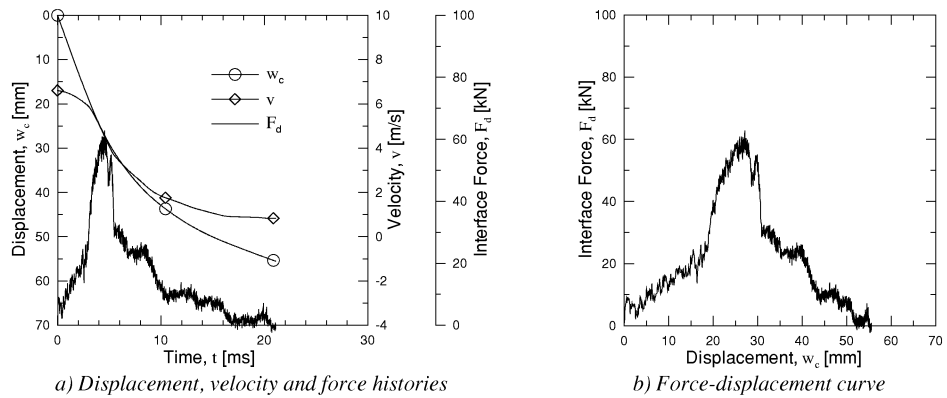 0
10
20
30
40
50
60
70
Displacement, w_c [mm]
0 10 20 30
Time, t [ms]
w_c
v
F_d
10
8
6
4
2
0
-2
-4
Velocity, v [m/s]
100
80
60
40
20
0
Interface Force, F_d [kN]
a) Displacement, velocity and force histories
100
80
60
40
20
0
Interface Force, F_d [kN]
0 10 20 30 40 50 60 70
Displacement, w_c [mm]
b) Force-displacement curve